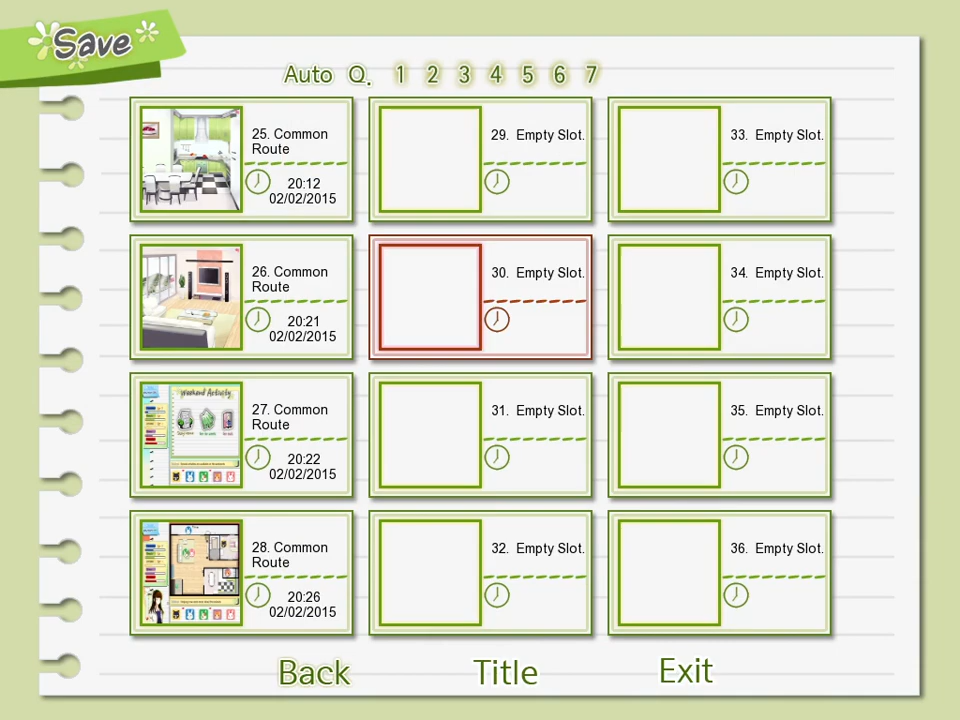 Save
Auto Q. 1 2 3 4 5 6 7
25. Common
Route
20:12
02/02/2015
29. Empty Slot.
33. Empty Slot.
26. Common
Route
20:21
02/02/2015
30. Empty Slot.
34. Empty Slot.
Weekend Activity
27. Common
Route
20:22
02/02/2015
31. Empty Slot.
35. Empty Slot.
28. Common
Route
20:26
02/02/2015
32. Empty Slot.
36. Empty Slot.
Back Title Exit